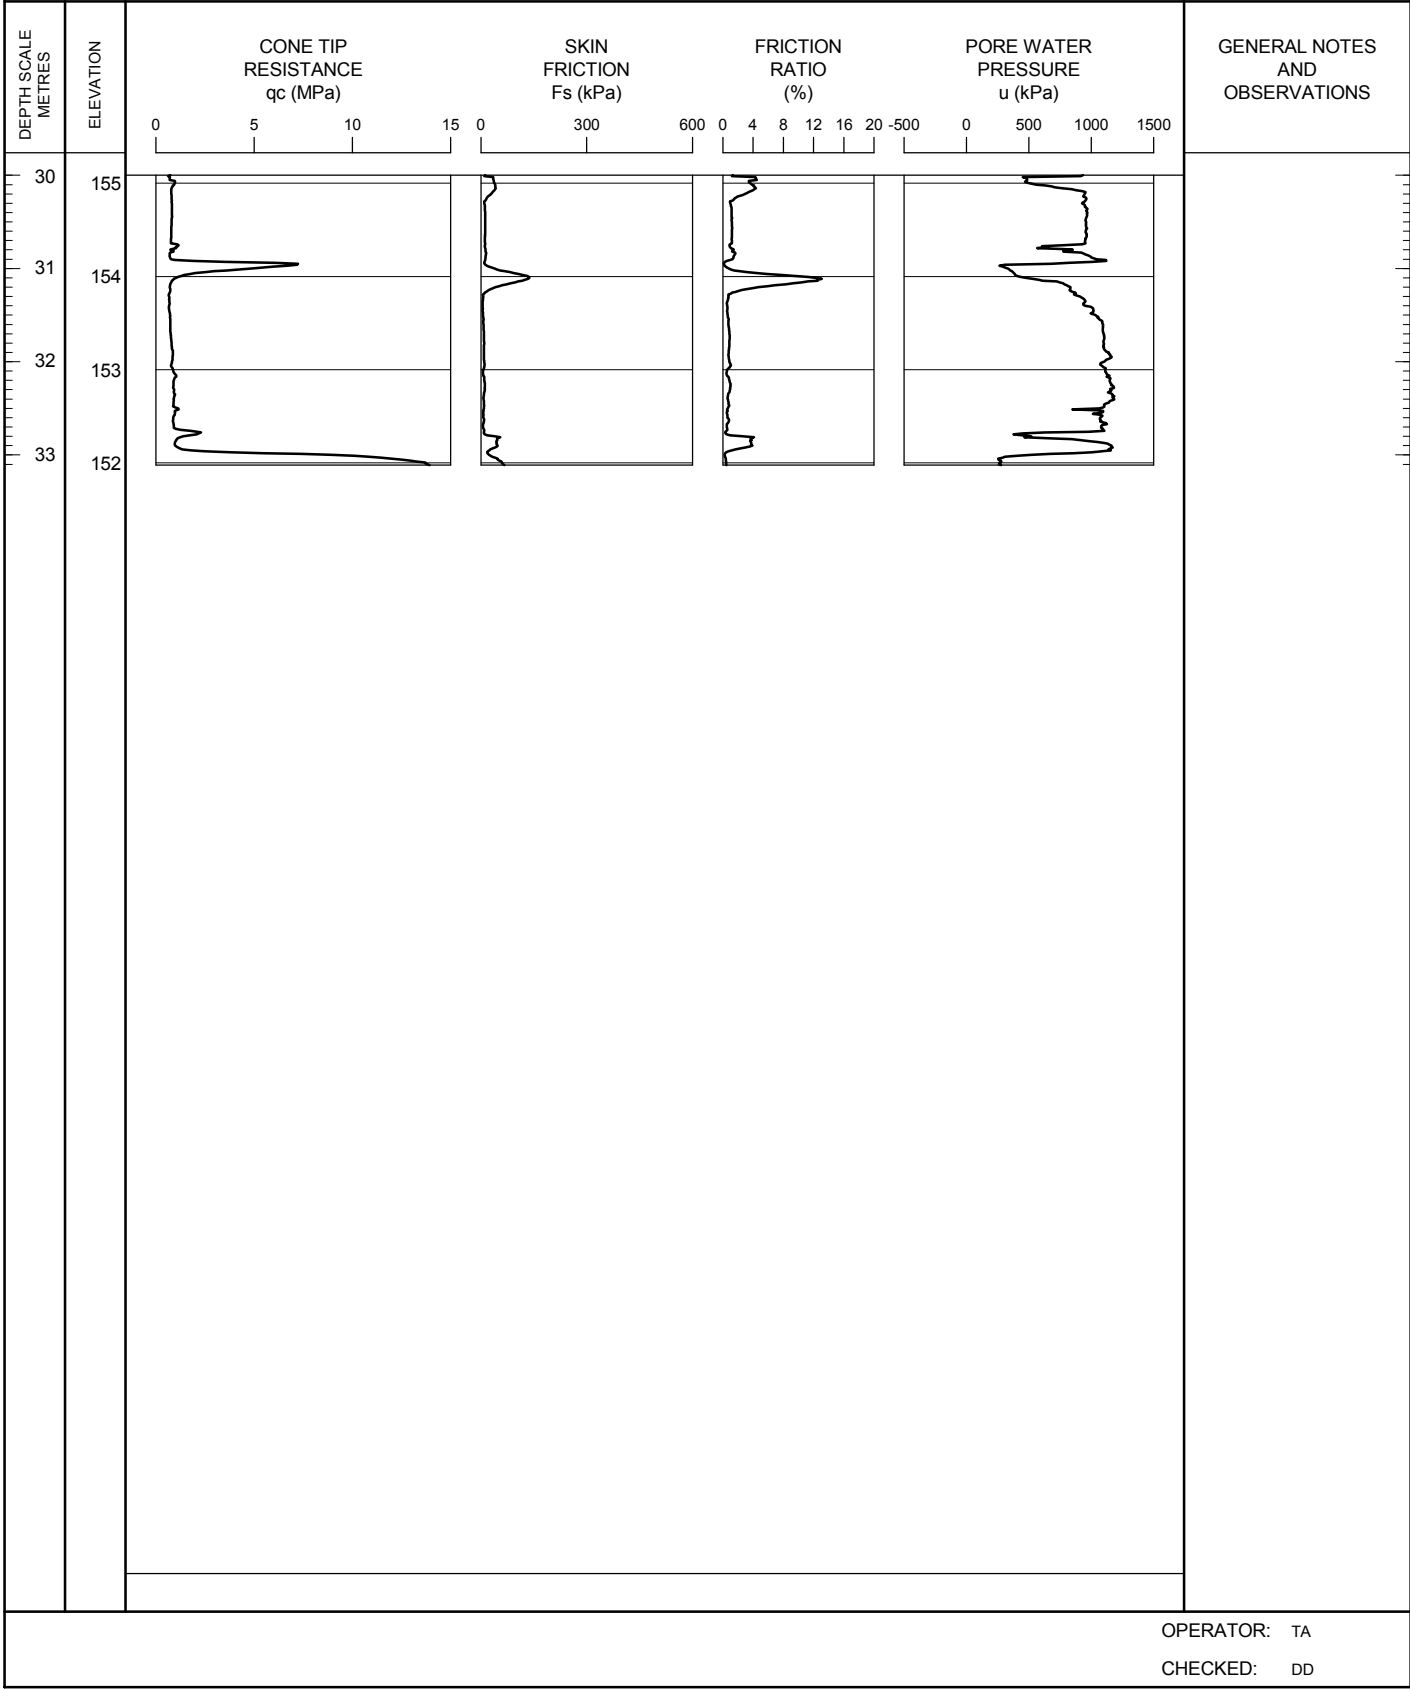 DEPTH SCALE
METRES
ELEVATION
CONE TIP
RESISTANCE
qc (MPa)
0 5 10 15
SKIN
FRICTION
Fs (kPa)
0 300 600
FRICTION
RATIO
(%)
0 4 8 12 16 20
PORE WATER
PRESSURE
u (kPa)
-500 0 500 1000 1500
GENERAL NOTES
AND
OBSERVATIONS
30
155
31
154
32
153
33
152
OPERATOR: TA
CHECKED: DD